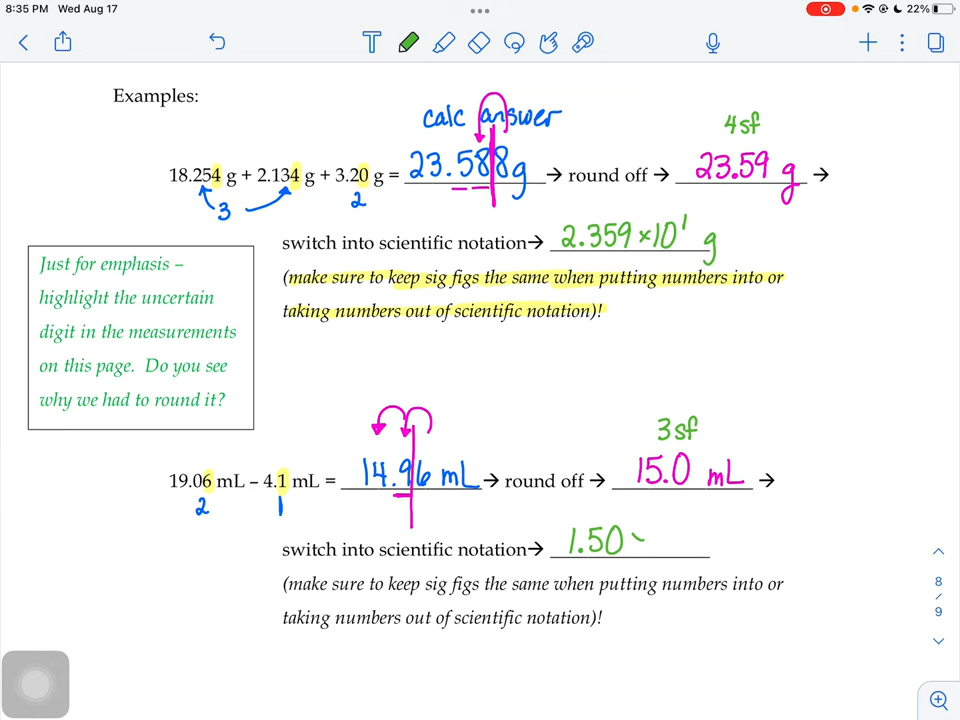 8:35 PM Wed Aug 17
22%
Examples:
calc answer
4 sf
18.254 g + 2.134 g + 3.20 g = 23.588g → round off → 23.59 g →
3 2
switch into scientific notation→ 2.359 ×10¹ g
(make sure to keep sig figs the same when putting numbers into or
taking numbers out of scientific notation)!
Just for emphasis –
highlight the uncertain
digit in the measurements
on this page. Do you see
why we had to round it?
3 sf
19.06 mL – 4.1 mL = 14.96 mL → round off → 15.0 mL →
2 1
switch into scientific notation→ 1.50
(make sure to keep sig figs the same when putting numbers into or
taking numbers out of scientific notation)!
8
/
9